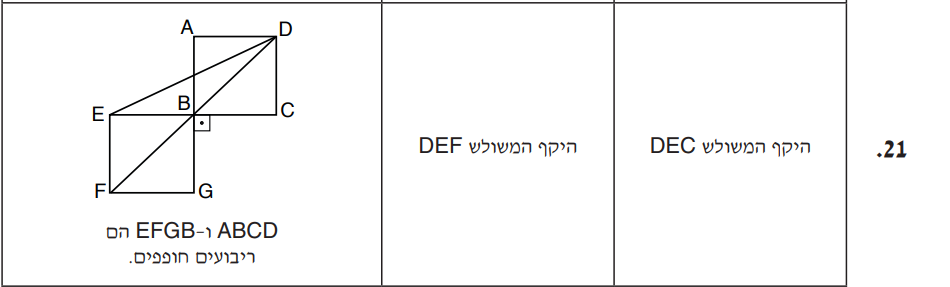 21.
היקף המשולש DEC
היקף המשולש DEF
A
D
B
E
C
F
G
ABCD ו-EFGB הם
ריבועים חופפים.